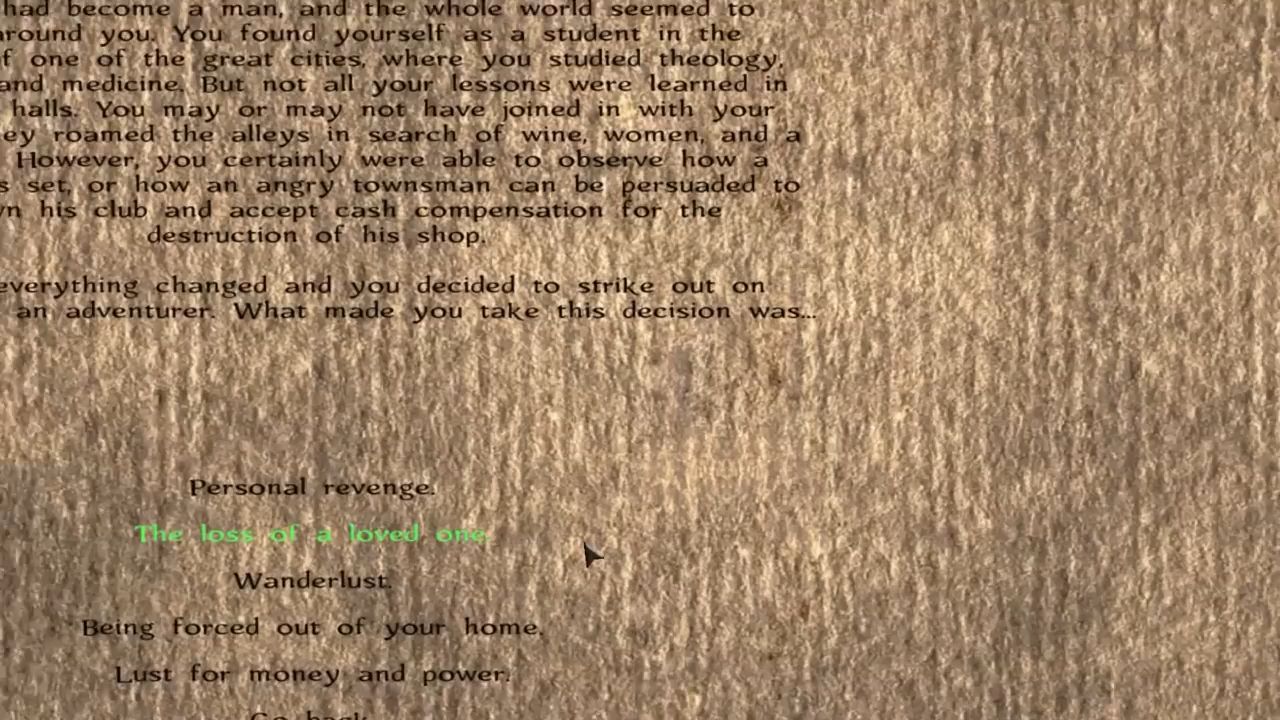 had become a man, and the whole world seemed to
around you. You found yourself as a student in the
of one of the great cities, where you studied theology,
and medicine. But not all your lessons were learned in
halls. You may or may not have joined in with your
they roamed the alleys in search of wine, women, and a
However, you certainly were able to observe how a
is set, or how an angry townsman can be persuaded to
his club and accept cash compensation for the
destruction of his shop.
everything changed and you decided to strike out on
an adventurer. What made you take this decision was...
Personal revenge.
The loss of a loved one.
Wanderlust.
Being forced out of your home.
Lust for money and power.
Go back